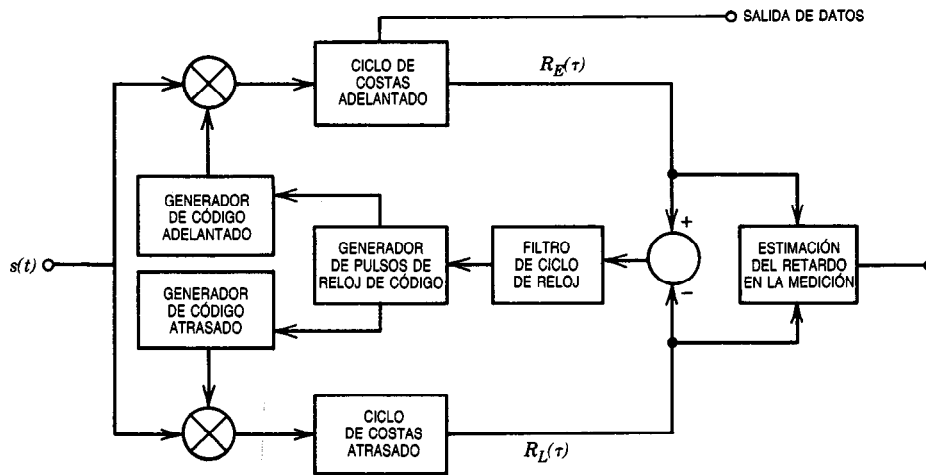 SALIDA DE DATOS
CICLO DE
COSTAS
ADELANTADO
R_E(τ)
GENERADOR
DE CÓDIGO
ADELANTADO
GENERADOR
DE PULSOS DE
RELOJ DE CÓDIGO
FILTRO
DE CICLO
DE RELOJ
+
−
ESTIMACIÓN
DEL RETARDO
EN LA MEDICIÓN
s(t)
GENERADOR
DE CÓDIGO
ATRASADO
CICLO
DE COSTAS
ATRASADO
R_L(τ)